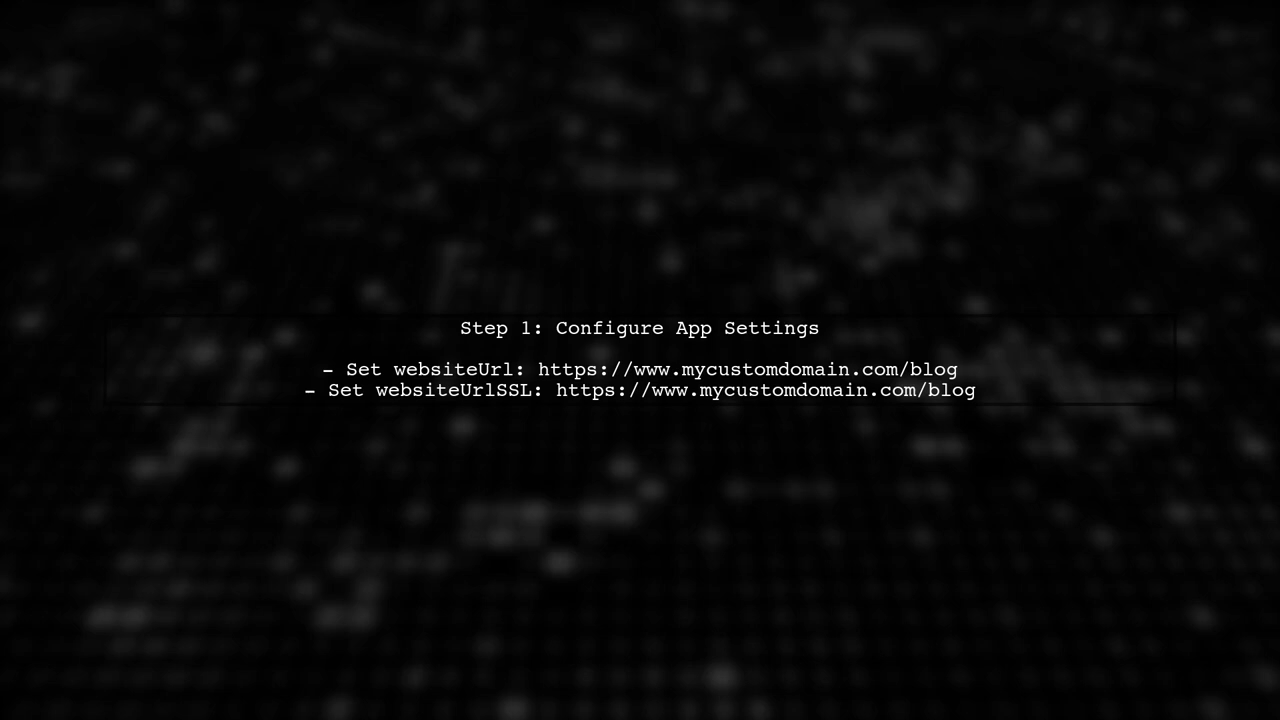 Step 1: Configure App Settings
- Set websiteUrl: https://www.mycustomdomain.com/blog
- Set websiteUrlSSL: https://www.mycustomdomain.com/blog